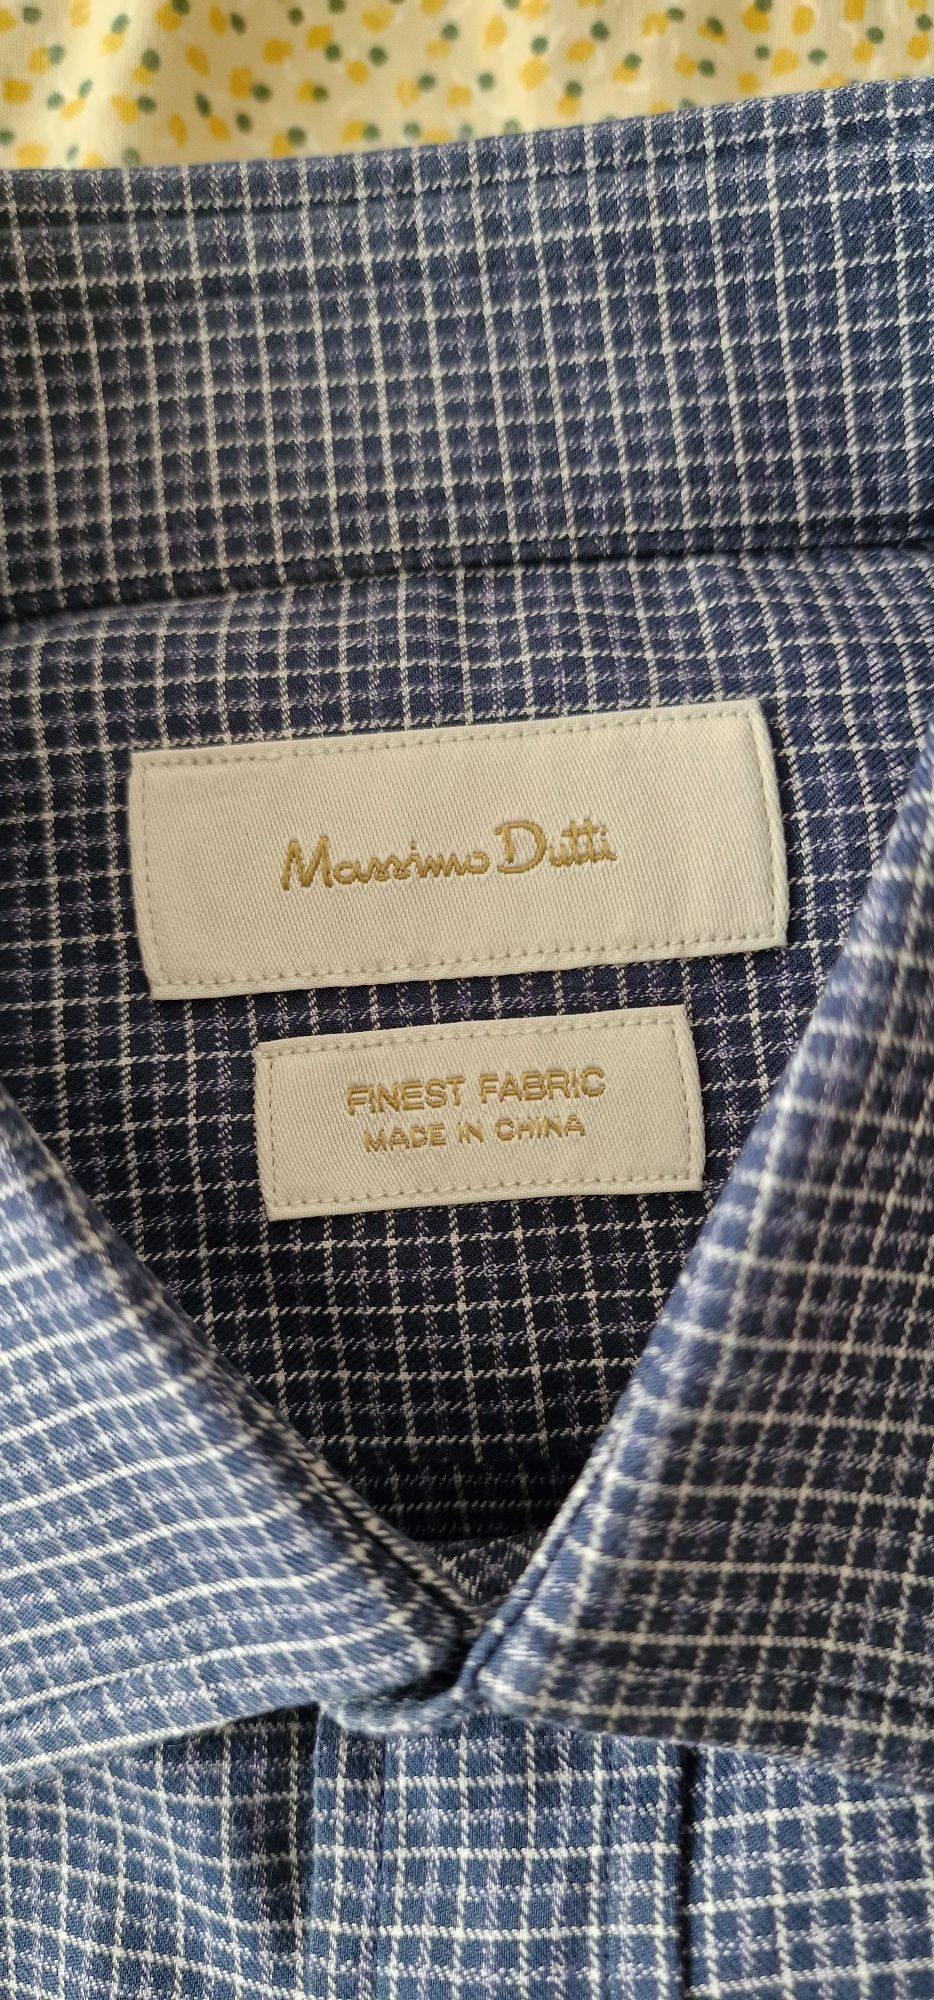 Massimo Dutti
FINEST FABRIC
MADE IN CHINA